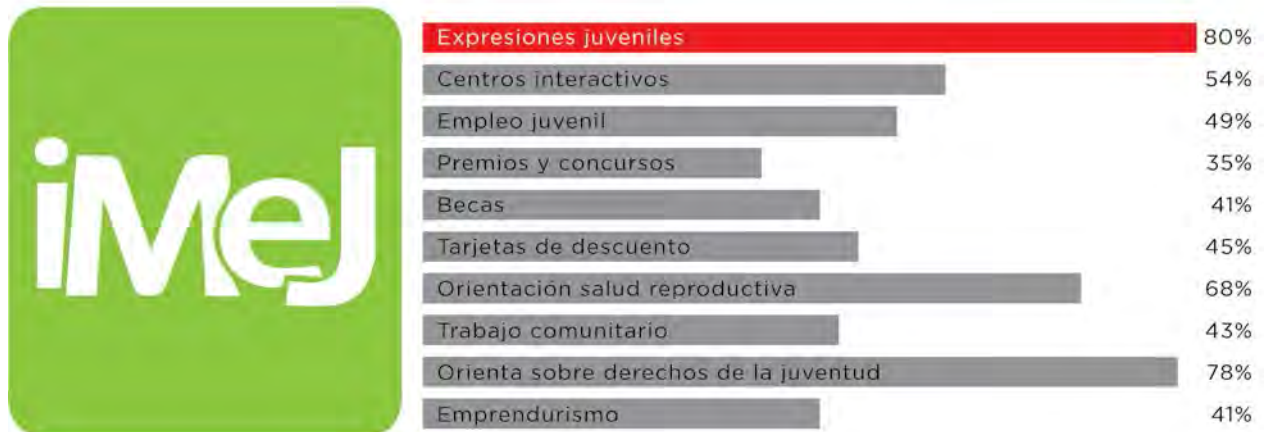 iMeJ
Expresiones juveniles 80%
Centros interactivos 54%
Empleo juvenil 49%
Premios y concursos 35%
Becas 41%
Tarjetas de descuento 45%
Orientación salud reproductiva 68%
Trabajo comunitario 43%
Orienta sobre derechos de la juventud 78%
Emprendurismo 41%